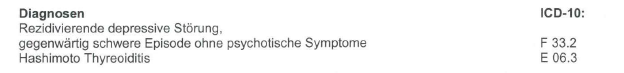 Diagnosen ICD-10:
Rezidivierende depressive Störung,
gegenwärtig schwere Episode ohne psychotische Symptome F 33.2
Hashimoto Thyreoiditis E 06.3